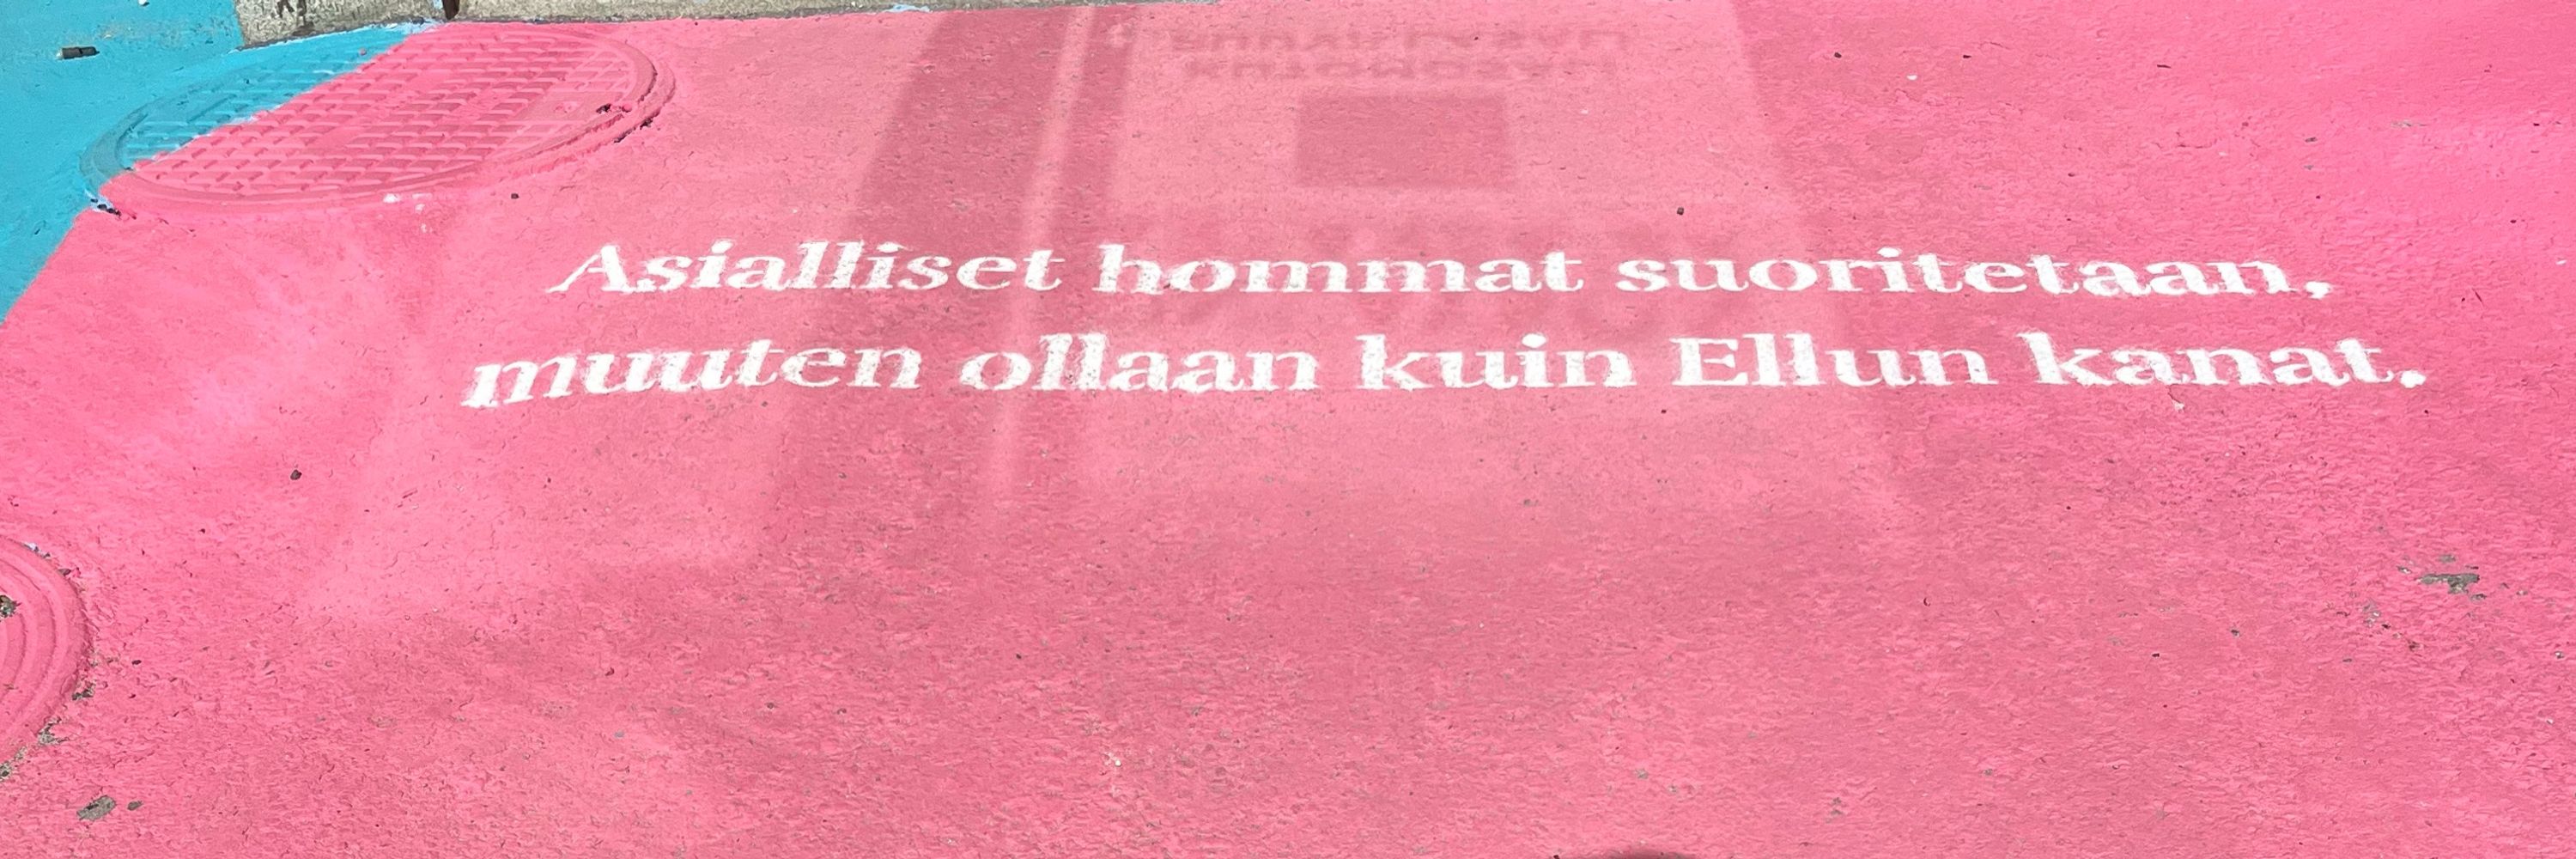 Asialliset hommat suoritetaan,
muuten ollaan kuin Ellun kanat.